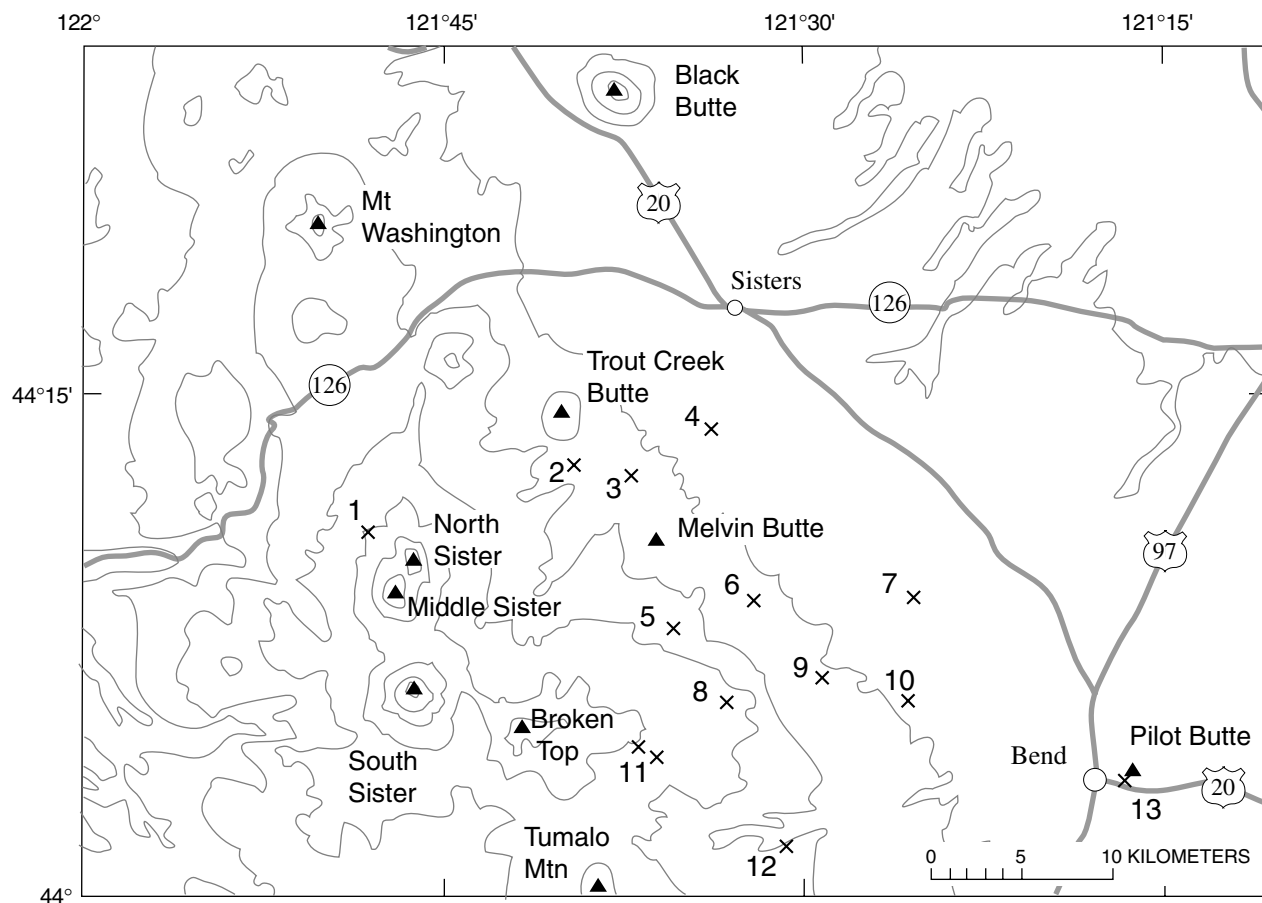 122°
121°45'
121°30'
121°15'
Black
Butte
Mt
Washington
20
Sisters
126
Trout Creek
Butte
126
44°15'
4
2
3
1
North
Sister
Melvin Butte
97
Middle Sister
6
7
5
9
10
8
Broken
Top
South
Sister
11
Bend
Pilot Butte
20
13
Tumalo
Mtn
12
0
5
10 KILOMETERS
44°